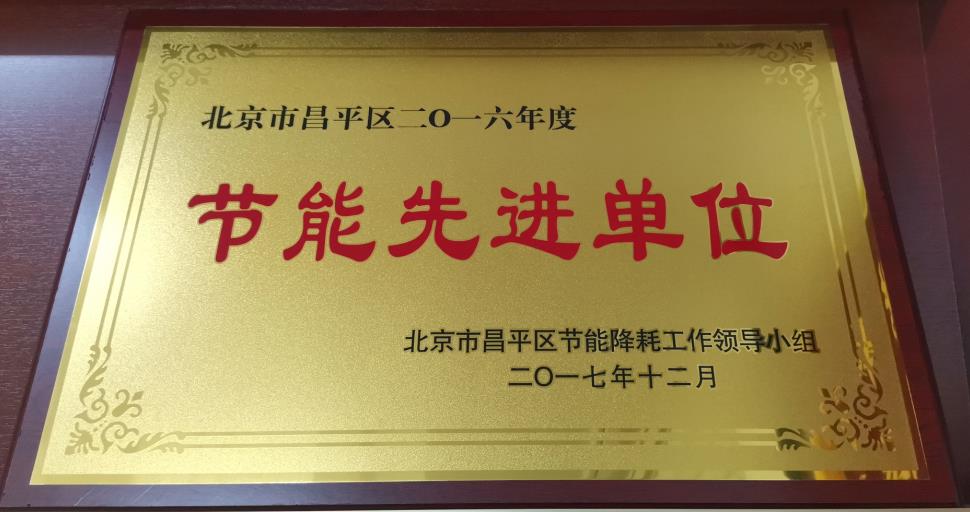 北京市昌平区二〇一六年度
节能先进单位
北京市昌平区节能降耗工作领导小组
二〇一七年十二月